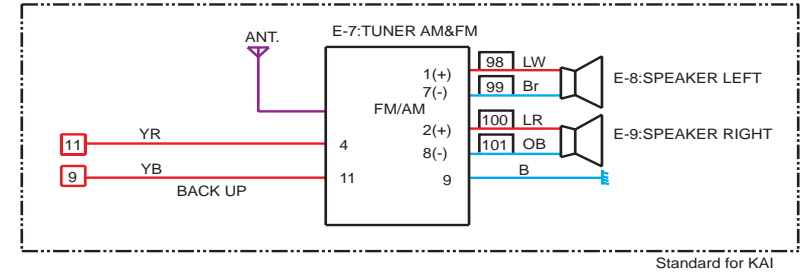 ANT.
E-7:TUNER AM&FM
98 LW
1(+)
E-8:SPEAKER LEFT
99 Br
7(-)
FM/AM
100 LR
2(+)
E-9:SPEAKER RIGHT
11 YR 4
101 OB
8(-)
9 YB 11
BACK UP
9 B
Standard for KAI